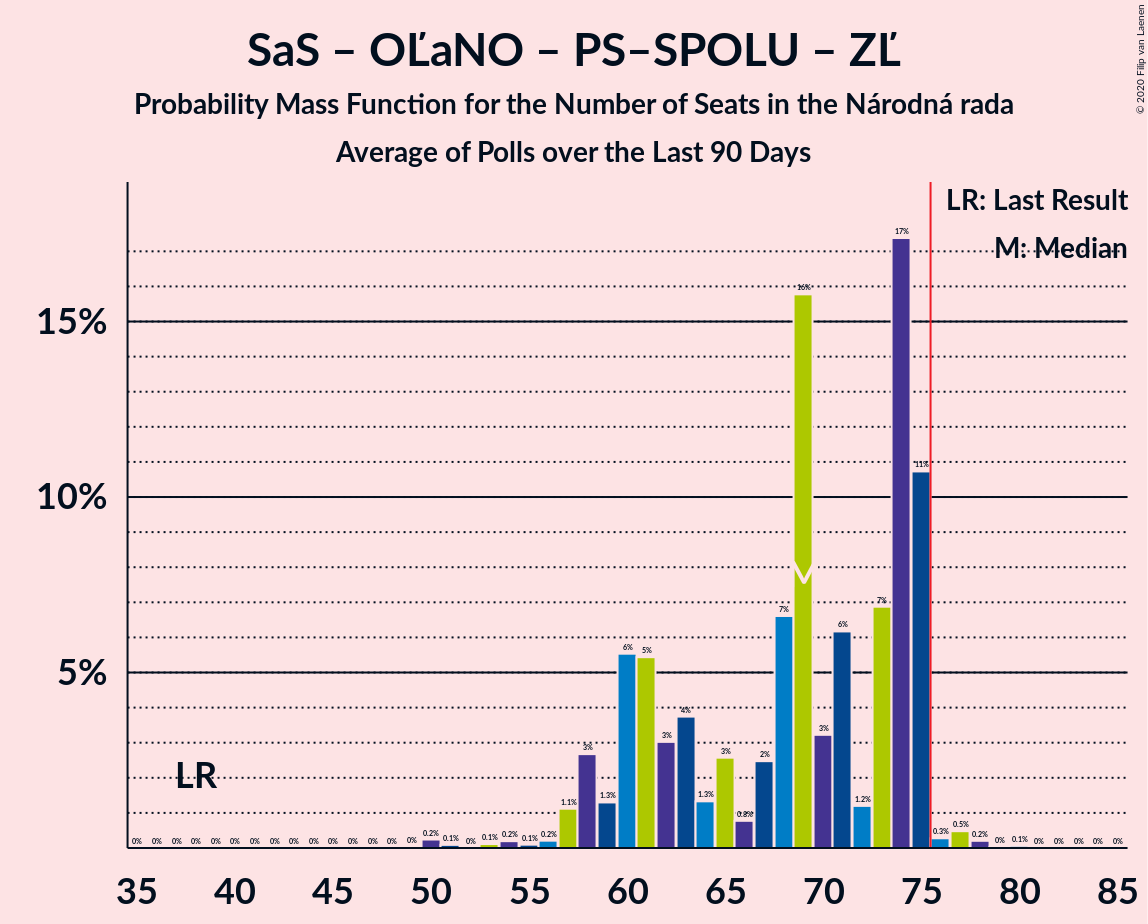 SaS – OĽaNO – PS–SPOLU – ZĽ
Probability Mass Function for the Number of Seats in the Národná rada
Average of Polls over the Last 90 Days
© 2020 Filip van Laenen
LR: Last Result
M: Median
15%
10%
5%
LR
0% 0% 0% 0% 0% 0% 0% 0% 0% 0% 0% 0% 0% 0% 0% 0.2% 0.1% 0% 0.1% 0.2% 0.1% 0.2% 1.1% 3% 1.3% 6% 5% 3% 4% 1.3% 3% 0.8% 2% 7% 16% 3% 6% 1.2% 7% 17% 11% 0.3% 0.5% 0.2% 0% 0.1% 0% 0% 0% 0% 0%
35 40 45 50 55 60 65 70 75 80 85